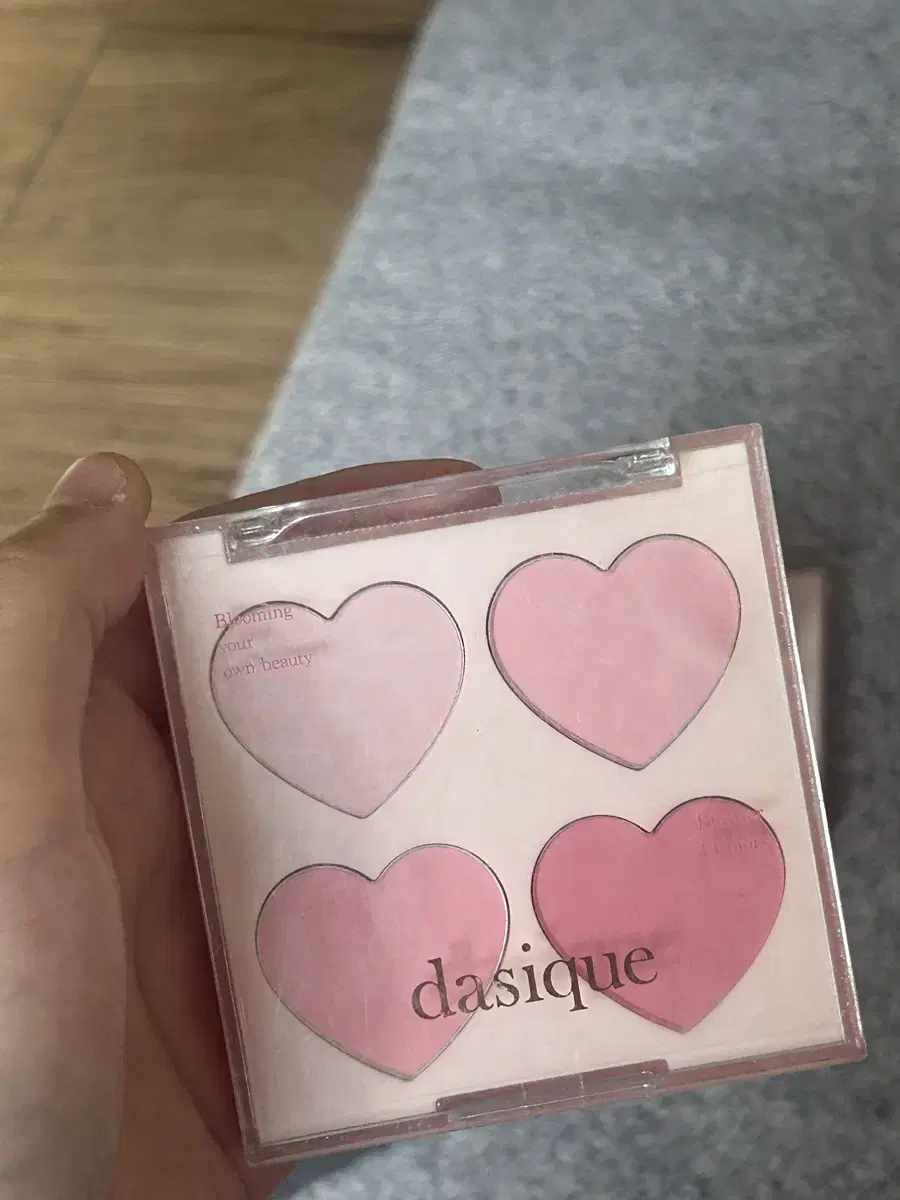 Blooming
your
own beauty
dasique